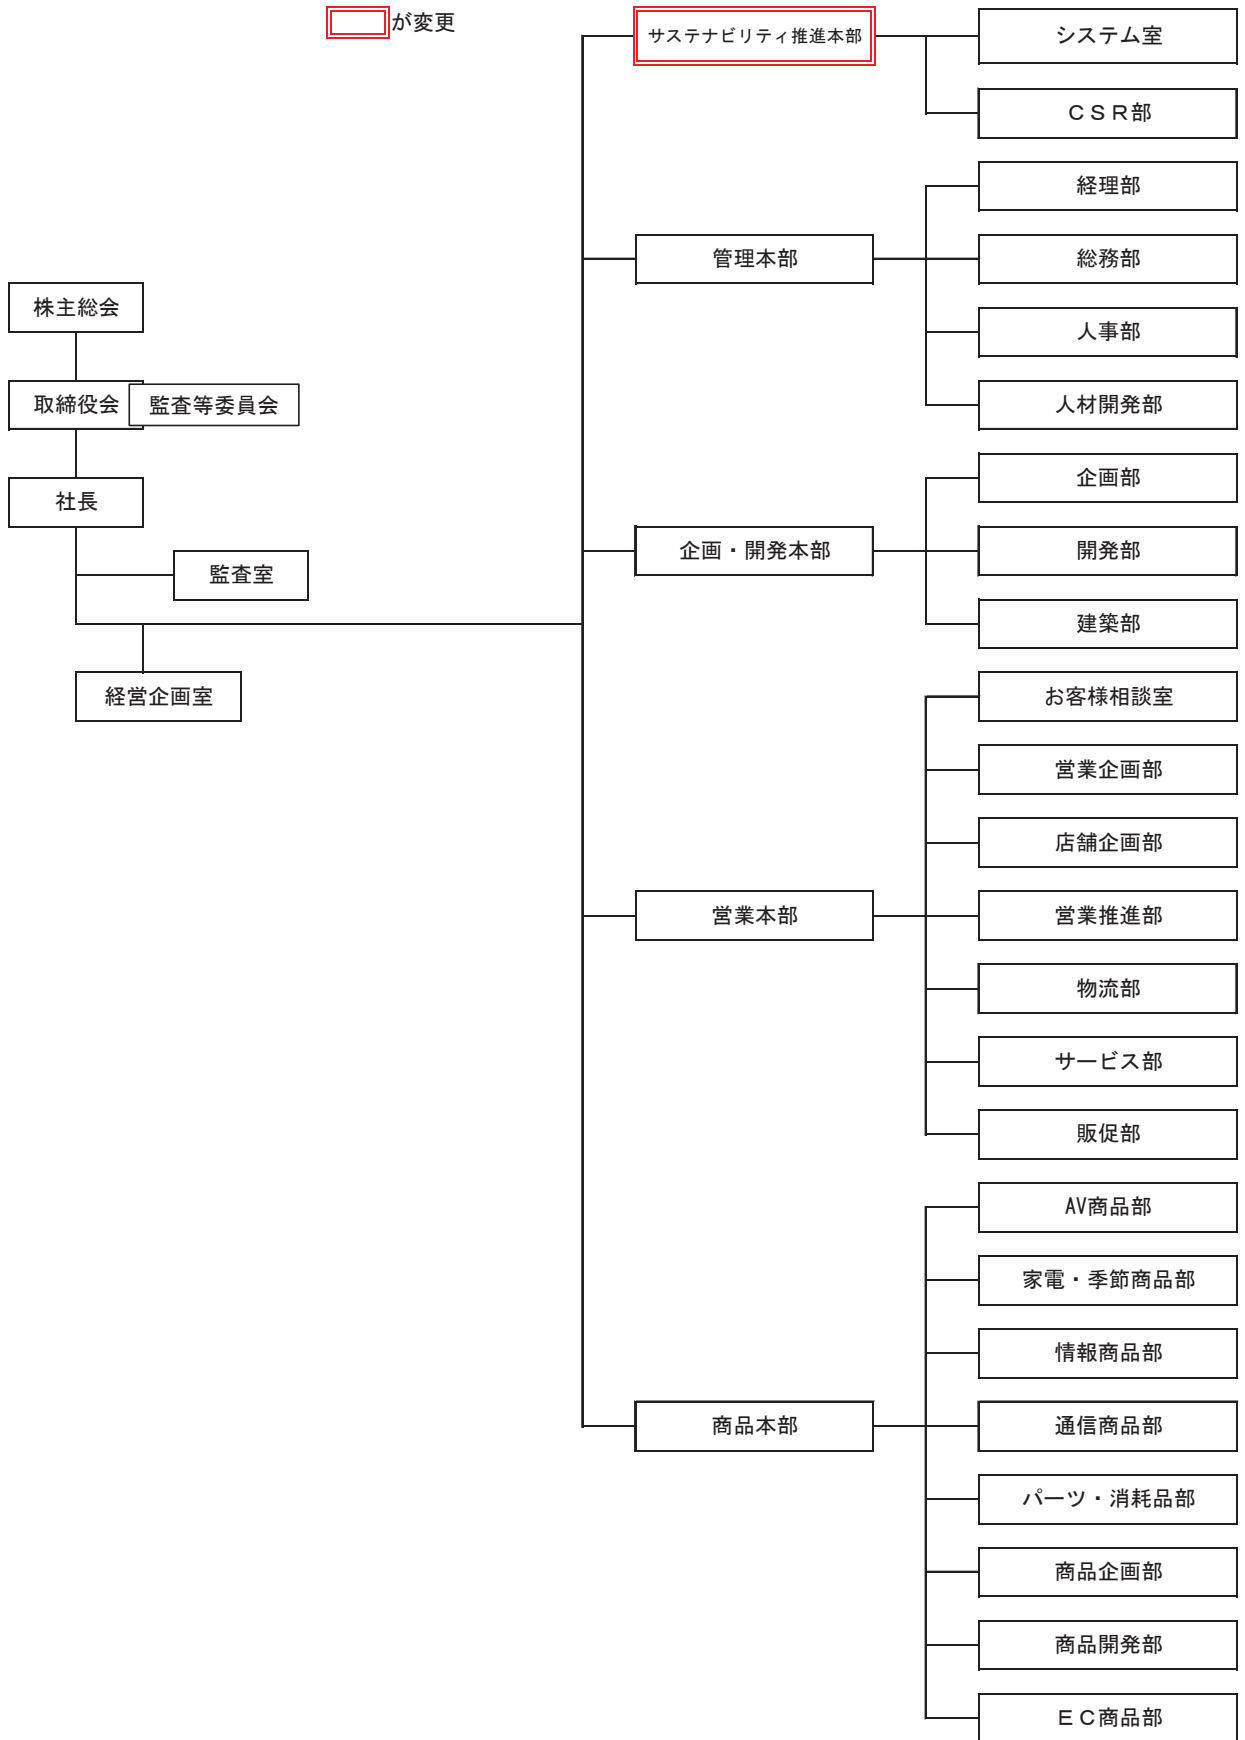 が変更
株主総会
取締役会
監査等委員会
社長
監査室
経営企画室
サステナビリティ推進本部
システム室
ＣＳＲ部
管理本部
経理部
総務部
人事部
人材開発部
企画・開発本部
企画部
開発部
建築部
営業本部
お客様相談室
営業企画部
店舗企画部
営業推進部
物流部
サービス部
販促部
商品本部
AV商品部
家電・季節商品部
情報商品部
通信商品部
パーツ・消耗品部
商品企画部
商品開発部
ＥＣ商品部